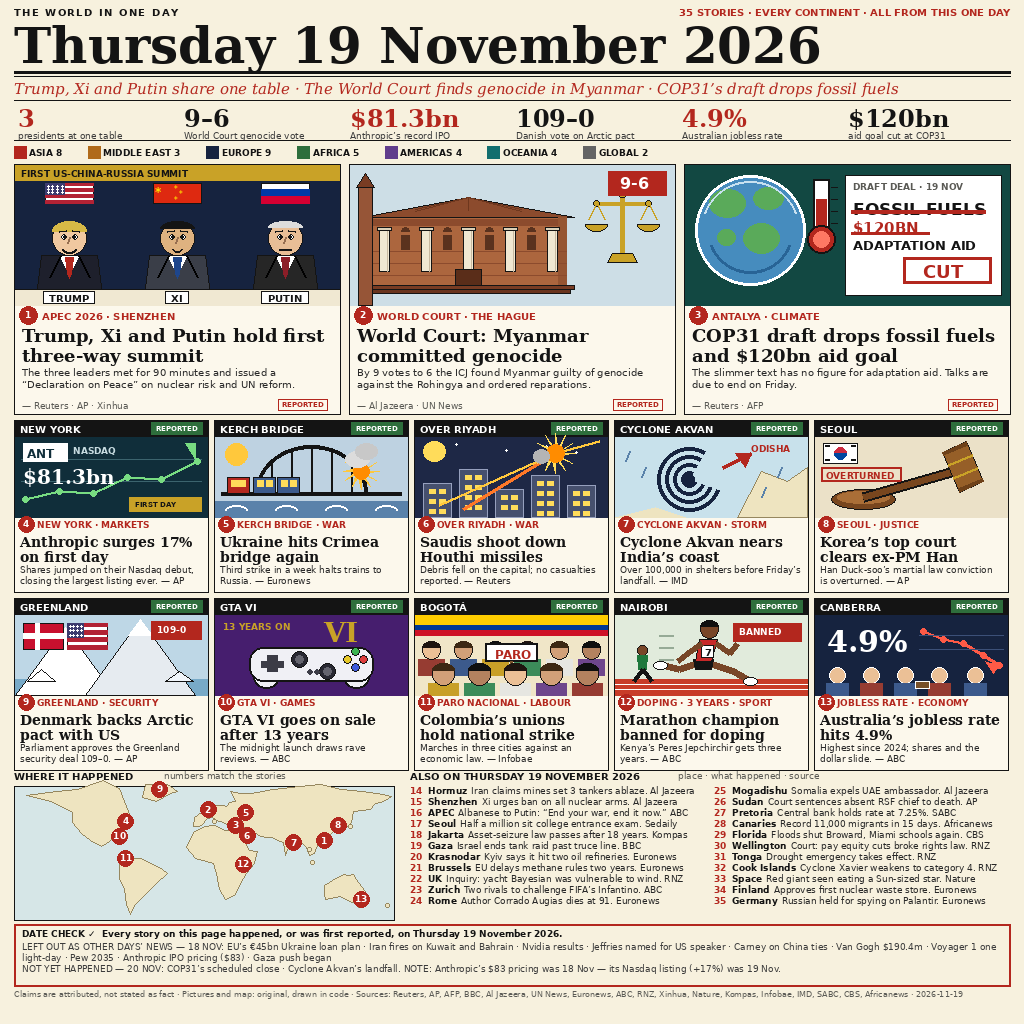 THE WORLD IN ONE DAY
35 STORIES · EVERY CONTINENT · ALL FROM THIS ONE DAY
Thursday 19 November 2026
Trump, Xi and Putin share one table · The World Court finds genocide in Myanmar · COP31's draft drops fossil fuels
3
presidents at one table
9–6
World Court genocide vote
$81.3bn
Anthropic's record IPO
109–0
Danish vote on Arctic pact
4.9%
Australian jobless rate
$120bn
aid goal cut at COP31
ASIA 8
MIDDLE EAST 3
EUROPE 9
AFRICA 5
AMERICAS 4
OCEANIA 4
GLOBAL 2
FIRST US-CHINA-RUSSIA SUMMIT
TRUMP
XI
PUTIN
1 APEC 2026 · SHENZHEN
Trump, Xi and Putin hold first
three-way summit
The three leaders met for 90 minutes and issued a
“Declaration on Peace” on nuclear risk and UN reform.
— Reuters · AP · Xinhua
REPORTED
9-6
2 WORLD COURT · THE HAGUE
World Court: Myanmar
committed genocide
By 9 votes to 6 the ICJ found Myanmar guilty of genocide
against the Rohingya and ordered reparations.
— Al Jazeera · UN News
REPORTED
DRAFT DEAL · 19 NOV
FOSSIL FUELS
$120BN
ADAPTATION AID
CUT
3 ANTALYA · CLIMATE
COP31 draft drops fossil fuels
and $120bn aid goal
The slimmer text has no figure for adaptation aid. Talks are
due to end on Friday.
— Reuters · AFP
REPORTED
NEW YORK
REPORTED
ANT NASDAQ
$81.3bn
FIRST DAY
4 NEW YORK · MARKETS
Anthropic surges 17%
on first day
Shares jumped on their Nasdaq debut,
closing the largest listing ever. — AP
KERCH BRIDGE
REPORTED
5 KERCH BRIDGE · WAR
Ukraine hits Crimea
bridge again
Third strike in a week halts trains to
Russia. — Euronews
OVER RIYADH
REPORTED
6 OVER RIYADH · WAR
Saudis shoot down
Houthi missiles
Debris fell on the capital; no casualties
reported. — Reuters
CYCLONE AKVAN
REPORTED
ODISHA
7 CYCLONE AKVAN · STORM
Cyclone Akvan nears
India's coast
Over 100,000 in shelters before Friday's
landfall. — IMD
SEOUL
REPORTED
OVERTURNED
8 SEOUL · JUSTICE
Korea's top court
clears ex-PM Han
Han Duck-soo's martial law conviction
is overturned. — AP
GREENLAND
REPORTED
109-0
9 GREENLAND · SECURITY
Denmark backs Arctic
pact with US
Parliament approves the Greenland
security deal 109–0. — AP
GTA VI
REPORTED
13 YEARS ON
VI
10 GTA VI · GAMES
GTA VI goes on sale
after 13 years
The midnight launch draws rave
reviews. — ABC
BOGOTÁ
REPORTED
PARO
11 PARO NACIONAL · LABOUR
Colombia's unions
hold national strike
Marches in three cities against an
economic law. — Infobae
NAIROBI
REPORTED
BANNED
7
12 DOPING · 3 YEARS · SPORT
Marathon champion
banned for doping
Kenya's Peres Jepchirchir gets three
years. — ABC
CANBERRA
REPORTED
4.9%
13 JOBLESS RATE · ECONOMY
Australia's jobless rate
hits 4.9%
Highest since 2024; shares and the
dollar slide. — ABC
WHERE IT HAPPENED numbers match the stories
9
2
5
4
3
8
10
6
7
1
11
12
13
ALSO ON THURSDAY 19 NOVEMBER 2026 place · what happened · source
14 Hormuz Iran claims mines set 3 tankers ablaze. Al Jazeera
15 Shenzhen Xi urges ban on all nuclear arms. Al Jazeera
16 APEC Albanese to Putin: “End your war, end it now.” ABC
17 Seoul Half a million sit college entrance exam. Sedaily
18 Jakarta Asset-seizure law passes after 18 years. Kompas
19 Gaza Israel ends tank raid past truce line. BBC
20 Krasnodar Kyiv says it hit two oil refineries. Euronews
21 Brussels EU delays methane rules two years. Euronews
22 UK Inquiry: yacht Bayesian was vulnerable to wind. RNZ
23 Zurich Two rivals to challenge FIFA's Infantino. ABC
24 Rome Author Corrado Augias dies at 91. Euronews
25 Mogadishu Somalia expels UAE ambassador. Al Jazeera
26 Sudan Court sentences absent RSF chief to death. AP
27 Pretoria Central bank holds rate at 7.25%. SABC
28 Canaries Record 11,000 migrants in 15 days. Africanews
29 Florida Floods shut Broward, Miami schools again. CBS
30 Wellington Court: pay equity cuts broke rights law. RNZ
31 Tonga Drought emergency takes effect. RNZ
32 Cook Islands Cyclone Xavier weakens to category 4. RNZ
33 Space Red giant seen eating a Sun-sized star. Nature
34 Finland Approves first nuclear waste store. Euronews
35 Germany Russian held for spying on Palantir. Euronews
DATE CHECK ✓ Every story on this page happened, or was first reported, on Thursday 19 November 2026.
LEFT OUT AS OTHER DAYS' NEWS — 18 NOV: EU's €45bn Ukraine loan plan · Iran fires on Kuwait and Bahrain · Nvidia results · Jeffries named for US speaker · Carney on China ties · Van Gogh $190.4m · Voyager 1 one
light-day · Pew 2035 · Anthropic IPO pricing ($83) · Gaza push began
NOT YET HAPPENED — 20 NOV: COP31's scheduled close · Cyclone Akvan's landfall. NOTE: Anthropic's $83 pricing was 18 Nov — its Nasdaq listing (+17%) was 19 Nov.
Claims are attributed, not stated as fact · Pictures and map: original, drawn in code · Sources: Reuters, AP, AFP, BBC, Al Jazeera, UN News, Euronews, ABC, RNZ, Xinhua, Nature, Kompas, Infobae, IMD, SABC, CBS, Africanews · 2026-11-19